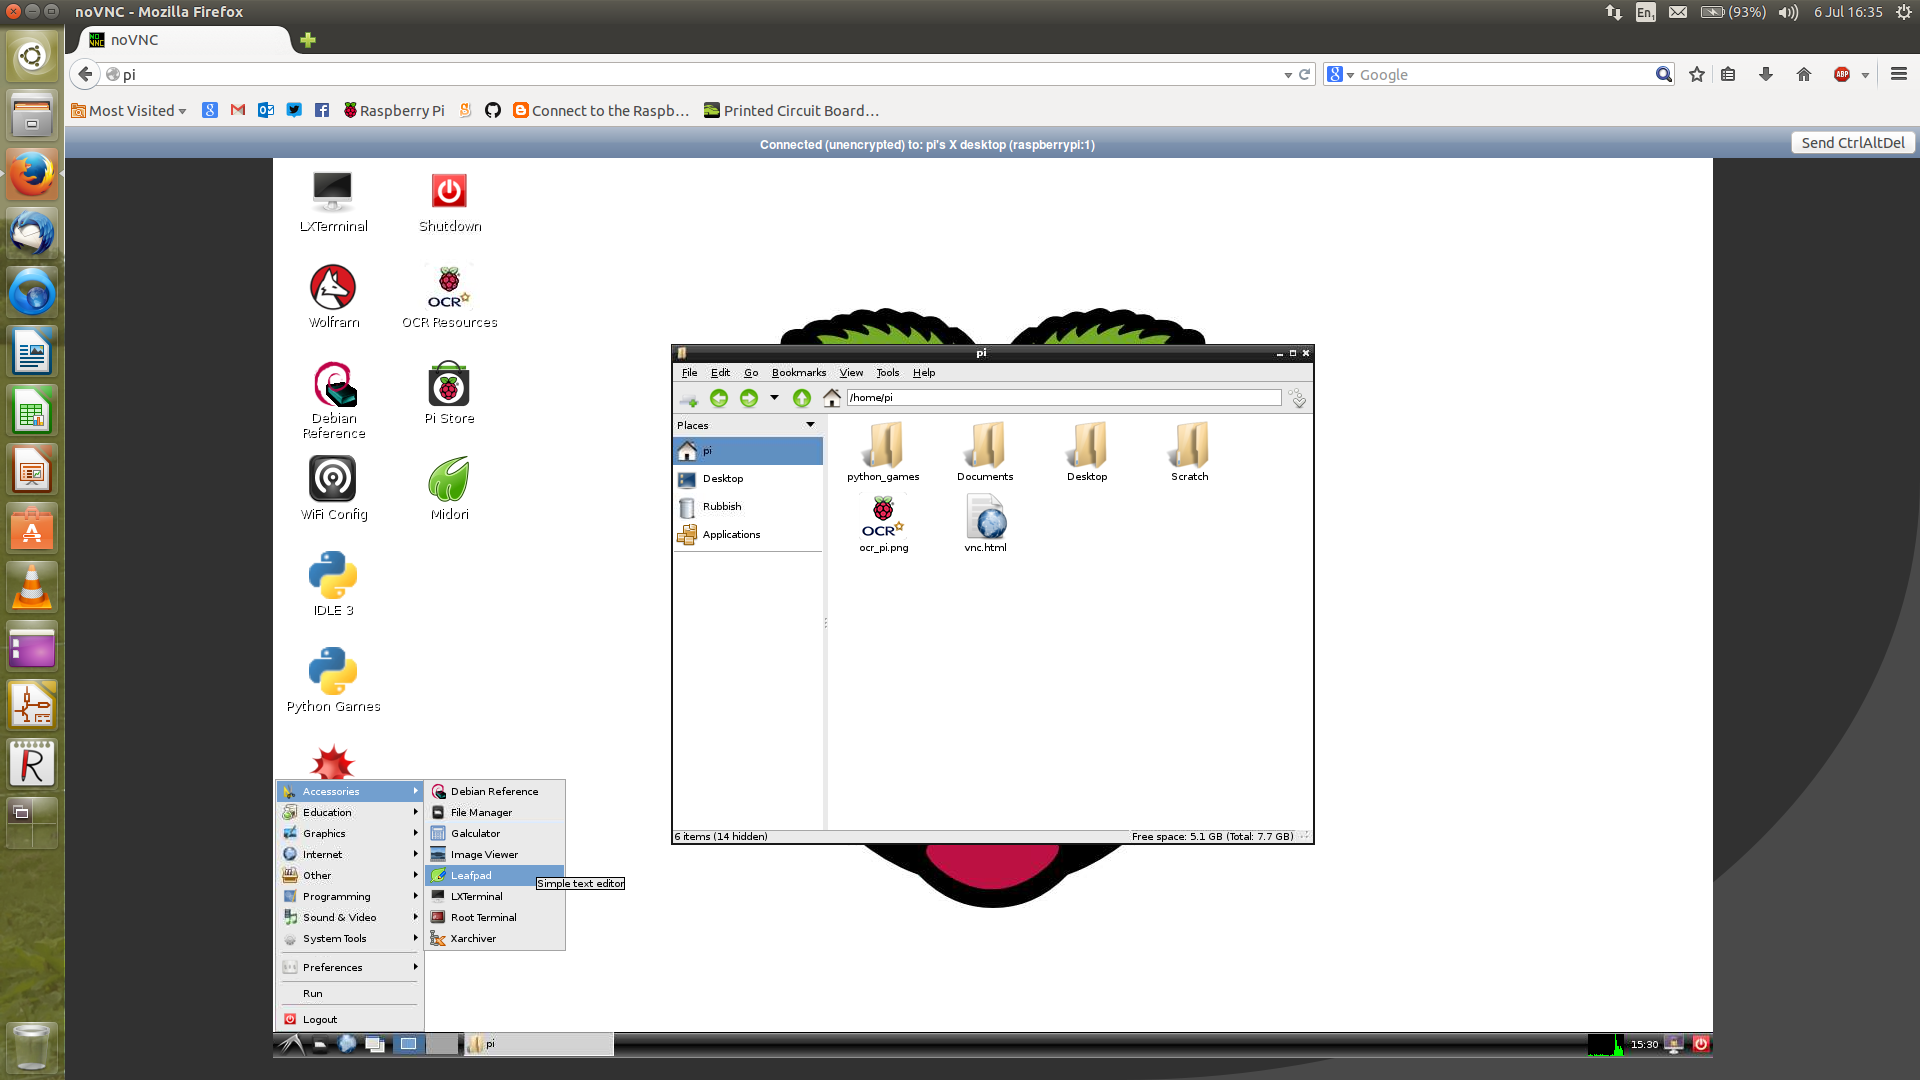 noVNC - Mozilla Firefox
En1
(93%)
6 Jul 16:35
noVNC
pi
Google
ABP
Most Visited
Raspberry Pi
Connect to the Raspb...
Printed Circuit Board...
Connected (unencrypted) to: pi's X desktop (raspberrypi:1)
Send CtrlAltDel
LXTerminal
Shutdown
OCR
Wolfram
OCR Resources
Debian
Reference
Pi Store
WiFi Config
Midori
IDLE 3
Python Games
pi
File Edit Go Bookmarks View Tools Help
/home/pi
Places
pi
Desktop
Rubbish
Applications
python_games
Documents
Desktop
Scratch
OCR
ocr_pi.png
vnc.html
6 items (14 hidden)
Free space: 5.1 GB (Total: 7.7 GB)
Accessories
Education
Graphics
Internet
Other
Programming
Sound & Video
System Tools
Preferences
Run
Logout
Debian Reference
File Manager
Galculator
Image Viewer
Leafpad
Simple text editor
LXTerminal
Root Terminal
Xarchiver
pi
15:30